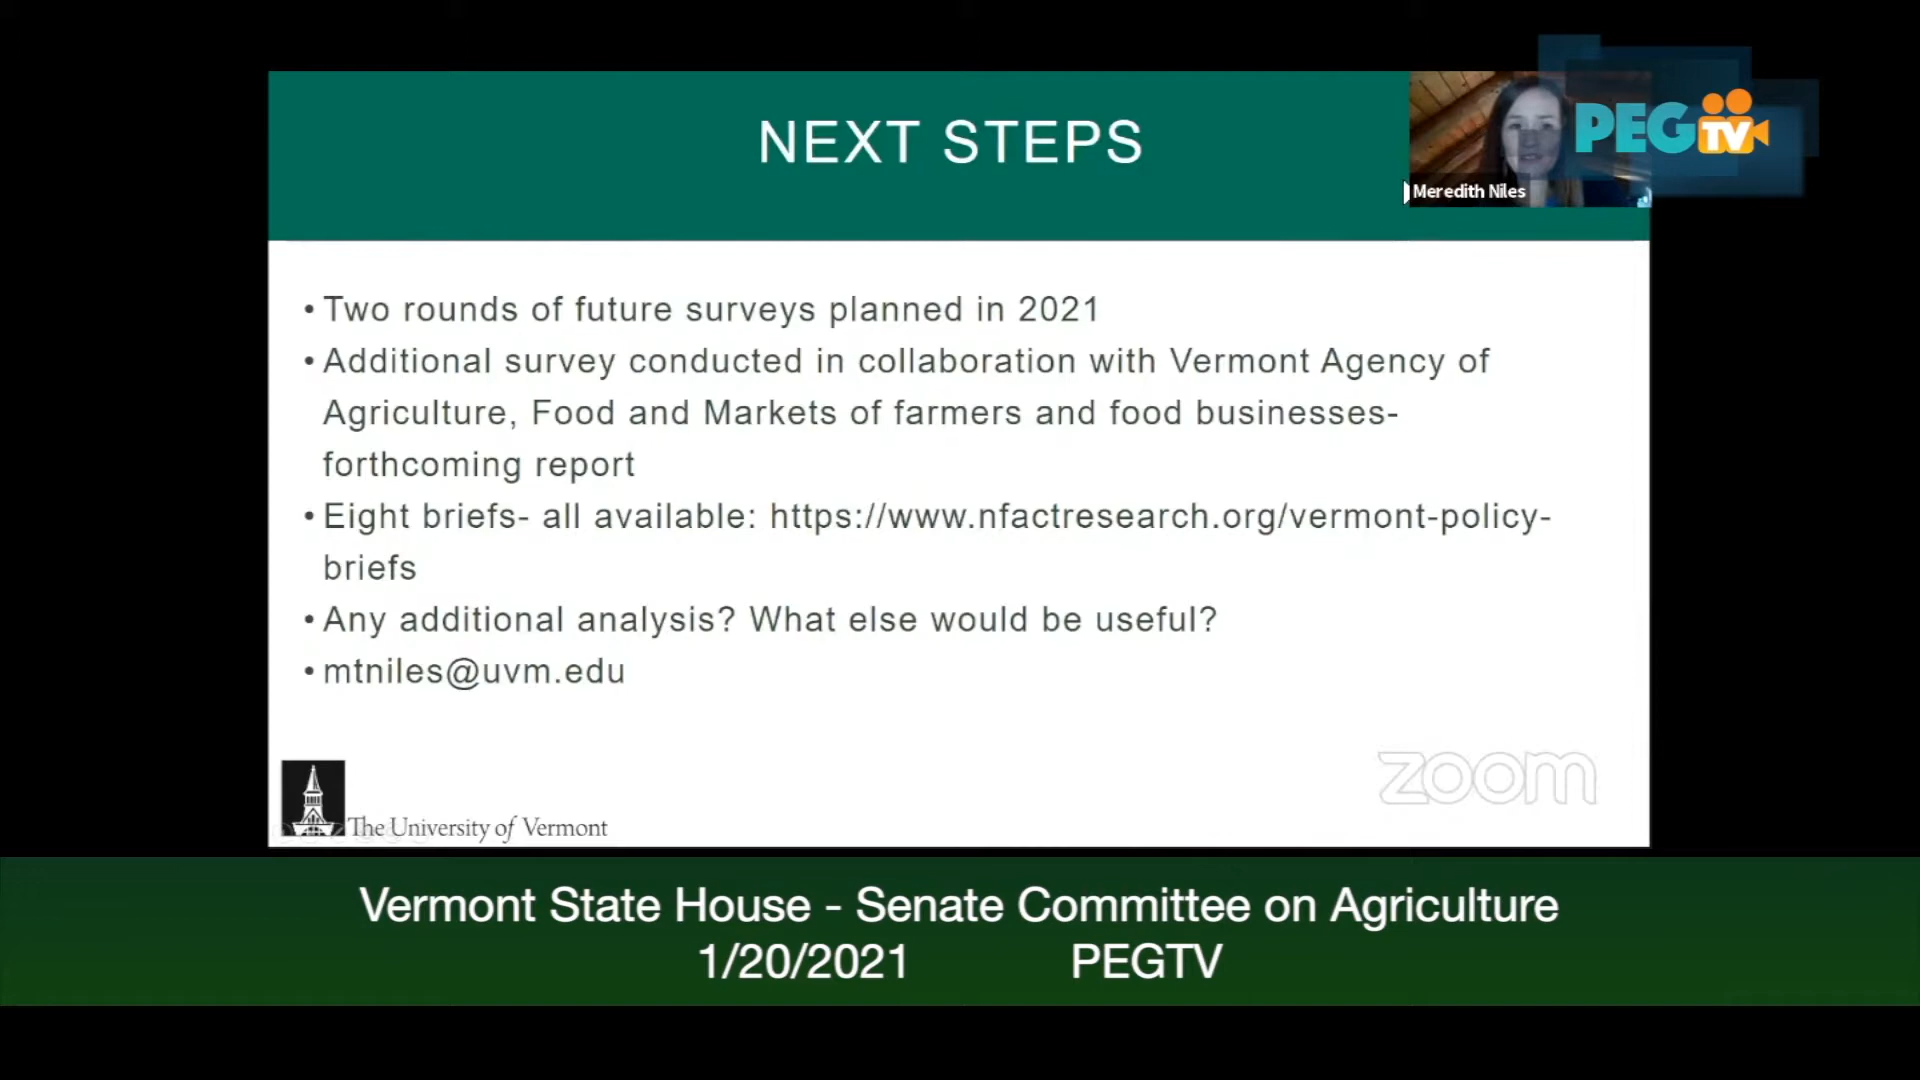 NEXT STEPS
PEG TV
Meredith Niles
• Two rounds of future surveys planned in 2021
• Additional survey conducted in collaboration with Vermont Agency of
Agriculture, Food and Markets of farmers and food businesses-
forthcoming report
• Eight briefs- all available: https://www.nfactresearch.org/vermont-policy-
briefs
• Any additional analysis? What else would be useful?
• mtniles@uvm.edu
zoom
The University of Vermont
Vermont State House - Senate Committee on Agriculture
1/20/2021 PEGTV